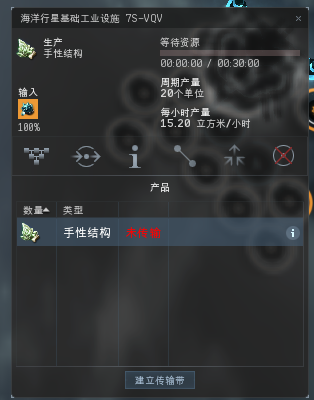 海洋行星基础工业设施 7S-VQV
生产
手性结构
等待资源
00:00:00 / 00:30:00
周期产量
20个单位
输入
100%
每小时产量
15.20 立方米/小时
产品
数量 类型
手性结构
建立传输带